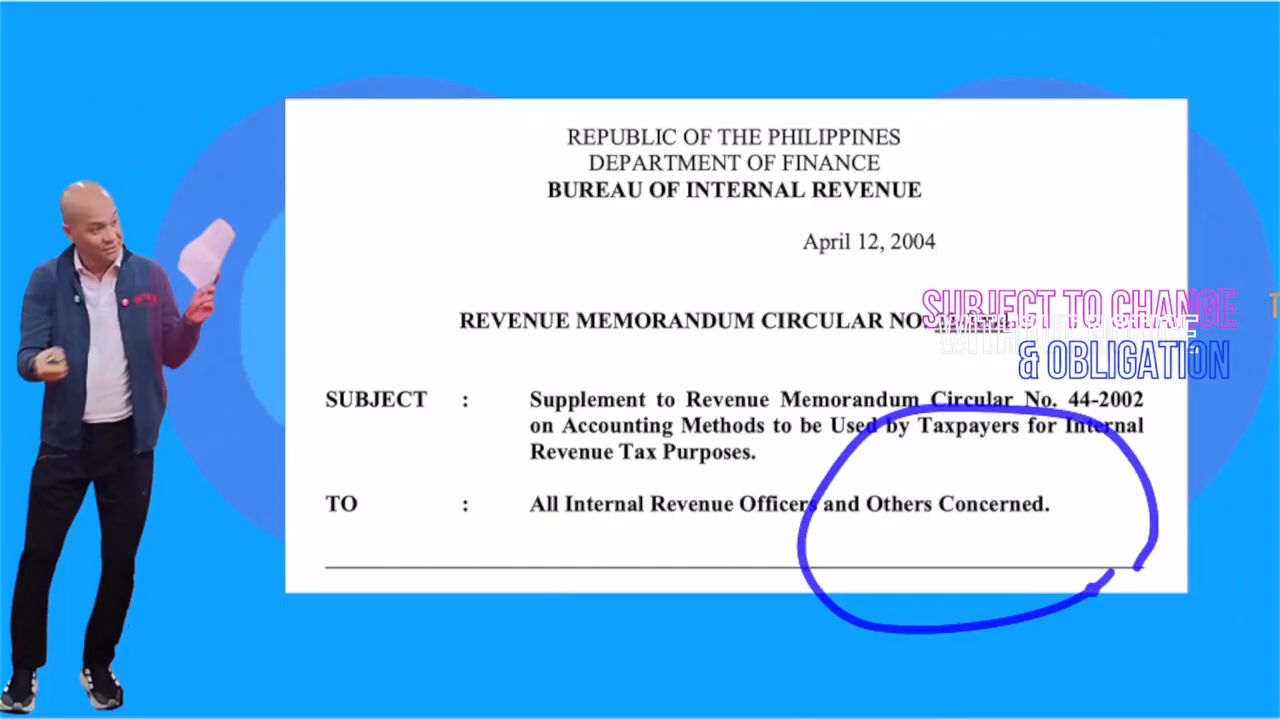 REPUBLIC OF THE PHILIPPINES
DEPARTMENT OF FINANCE
BUREAU OF INTERNAL REVENUE
April 12, 2004
REVENUE MEMORANDUM CIRCULAR NO.
SUBJECT TO CHANGE
WITHOUT NOTICE
& OBLIGATION
SUBJECT : Supplement to Revenue Memorandum Circular No. 44-2002
on Accounting Methods to be Used by Taxpayers for Internal
Revenue Tax Purposes.
TO : All Internal Revenue Officers and Others Concerned.